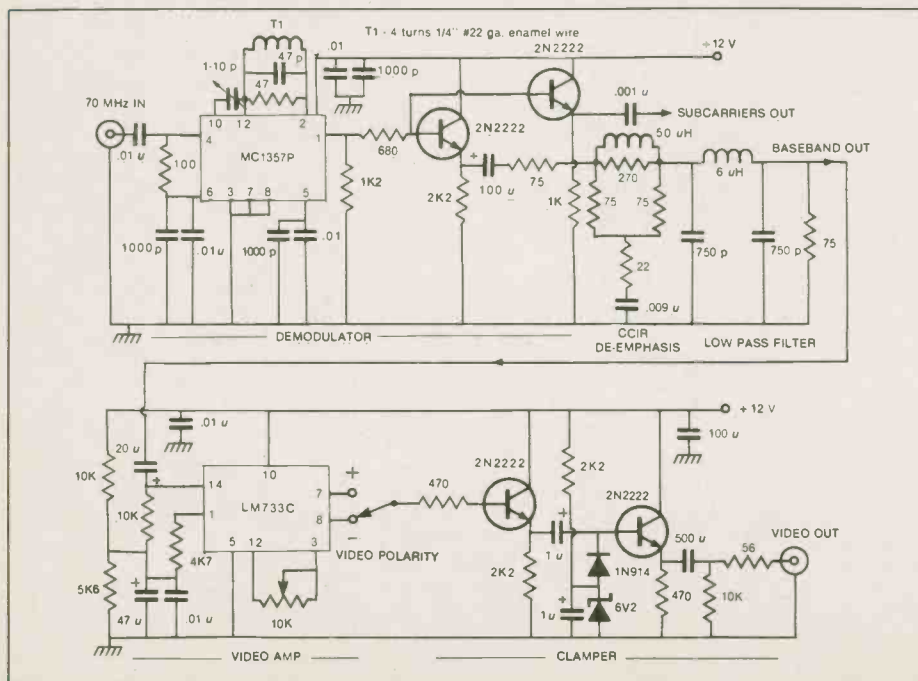 T1
T1 - 4 turns 1/4" #22 ga. enamel wire
47 p
.01
1000 p
2N2222
+12 V
1-10 p
47
70 MHz IN
10 12 2
4 1
.01 u
MC1357P
100
6 3 7 8 5
680
2N2222
.001 u
SUBCARRIERS OUT
50 uH
BASEBAND OUT
1K2
2K2
+
100 u
75
270
6 uH
1K
75 75
1000 p
.01 u
1000 p
.01
22
.009 u
750 p
750 p
75
DEMODULATOR
CCIR
DE-EMPHASIS
LOW PASS FILTER
+ 12 V
.01 u
100 u
20 u
10K
+
10K
10
14 7
1 8
LM733C
5 12 3
+
−
VIDEO POLARITY
470
2N2222
2K2
2N2222
500 u
VIDEO OUT
56
4K7
5K6
+
47 u
.01 u
10K
2K2
+
1 u
1N914
+
1 u
6V2
470
10K
VIDEO AMP
CLAMPER